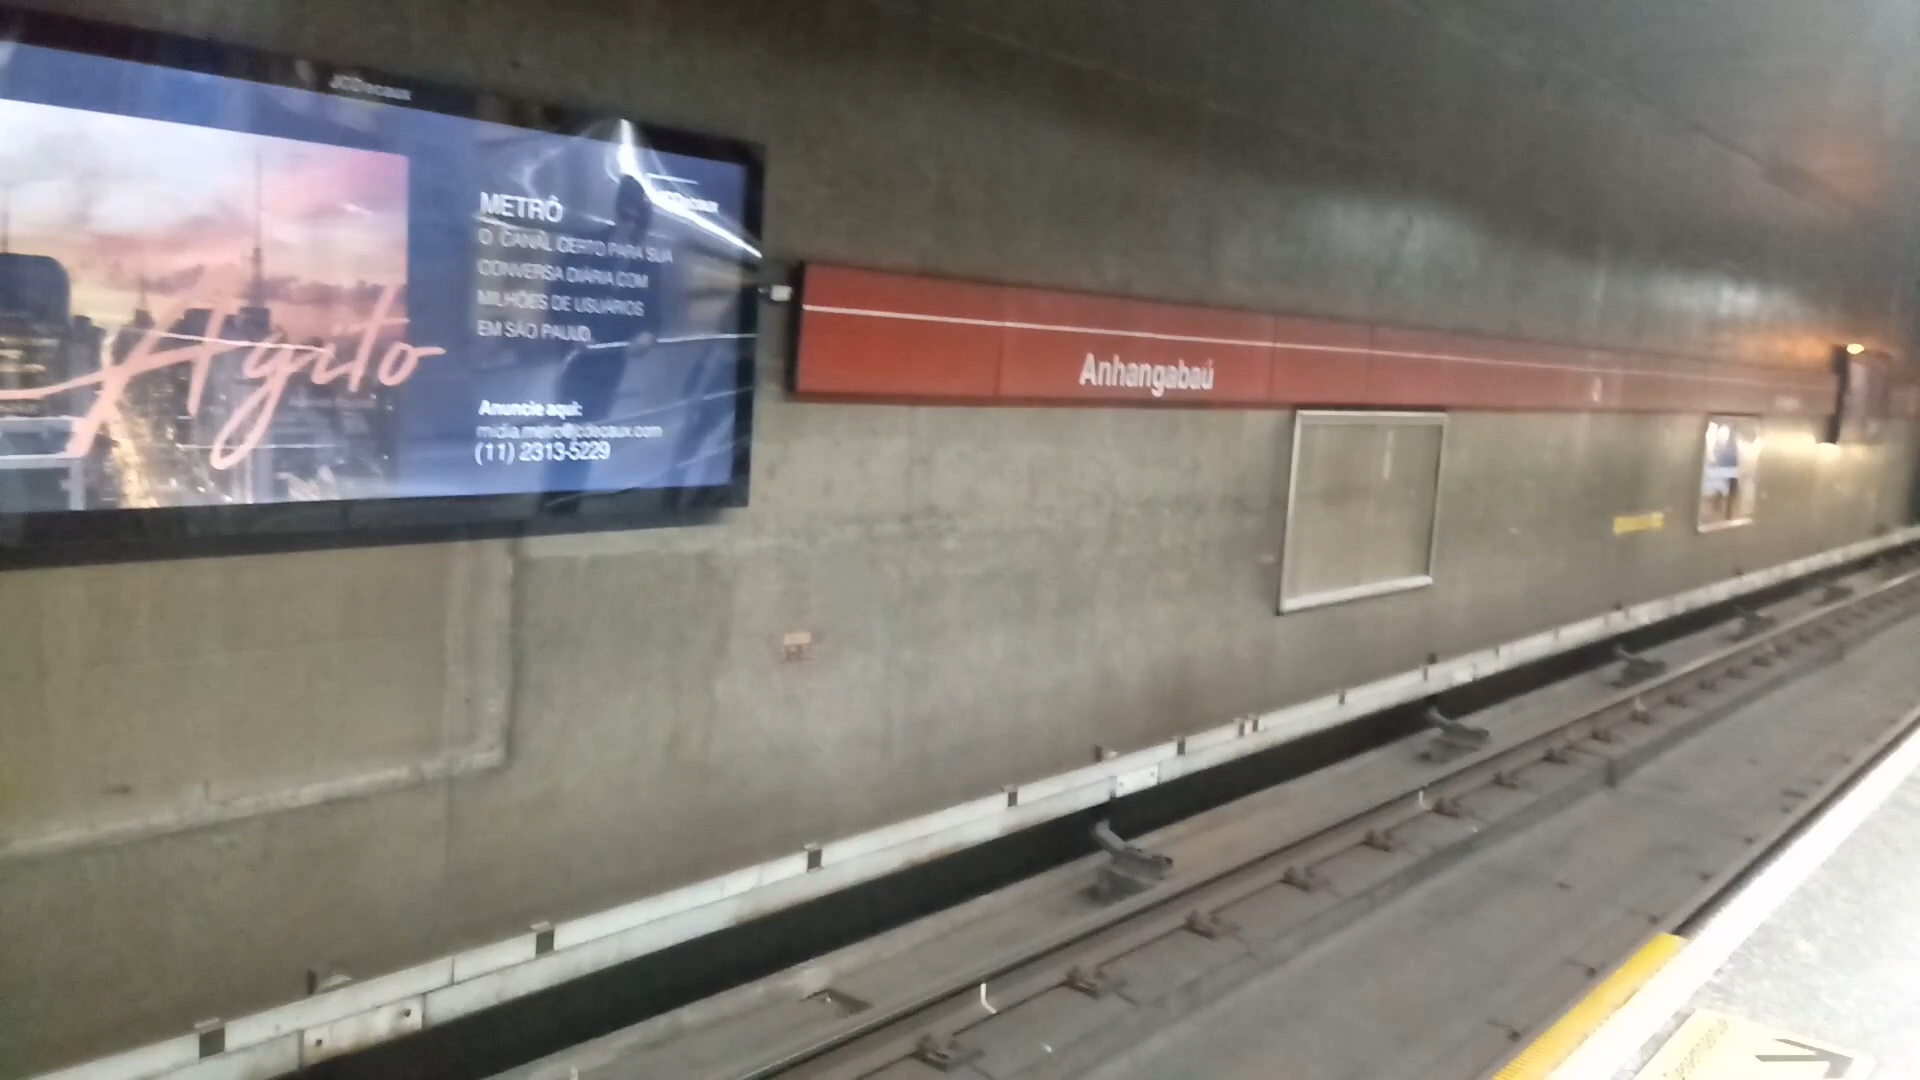 JCDecaux
Agito
METRÔ
O CANAL CERTO PARA SUA
CONVERSA DIÁRIA COM
MILHÕES DE USUÁRIOS
EM SÃO PAULO.
JCDecaux
Anuncie aqui:
midia.metro@jcdecaux.com
(11) 2313-5229
Anhangabaú